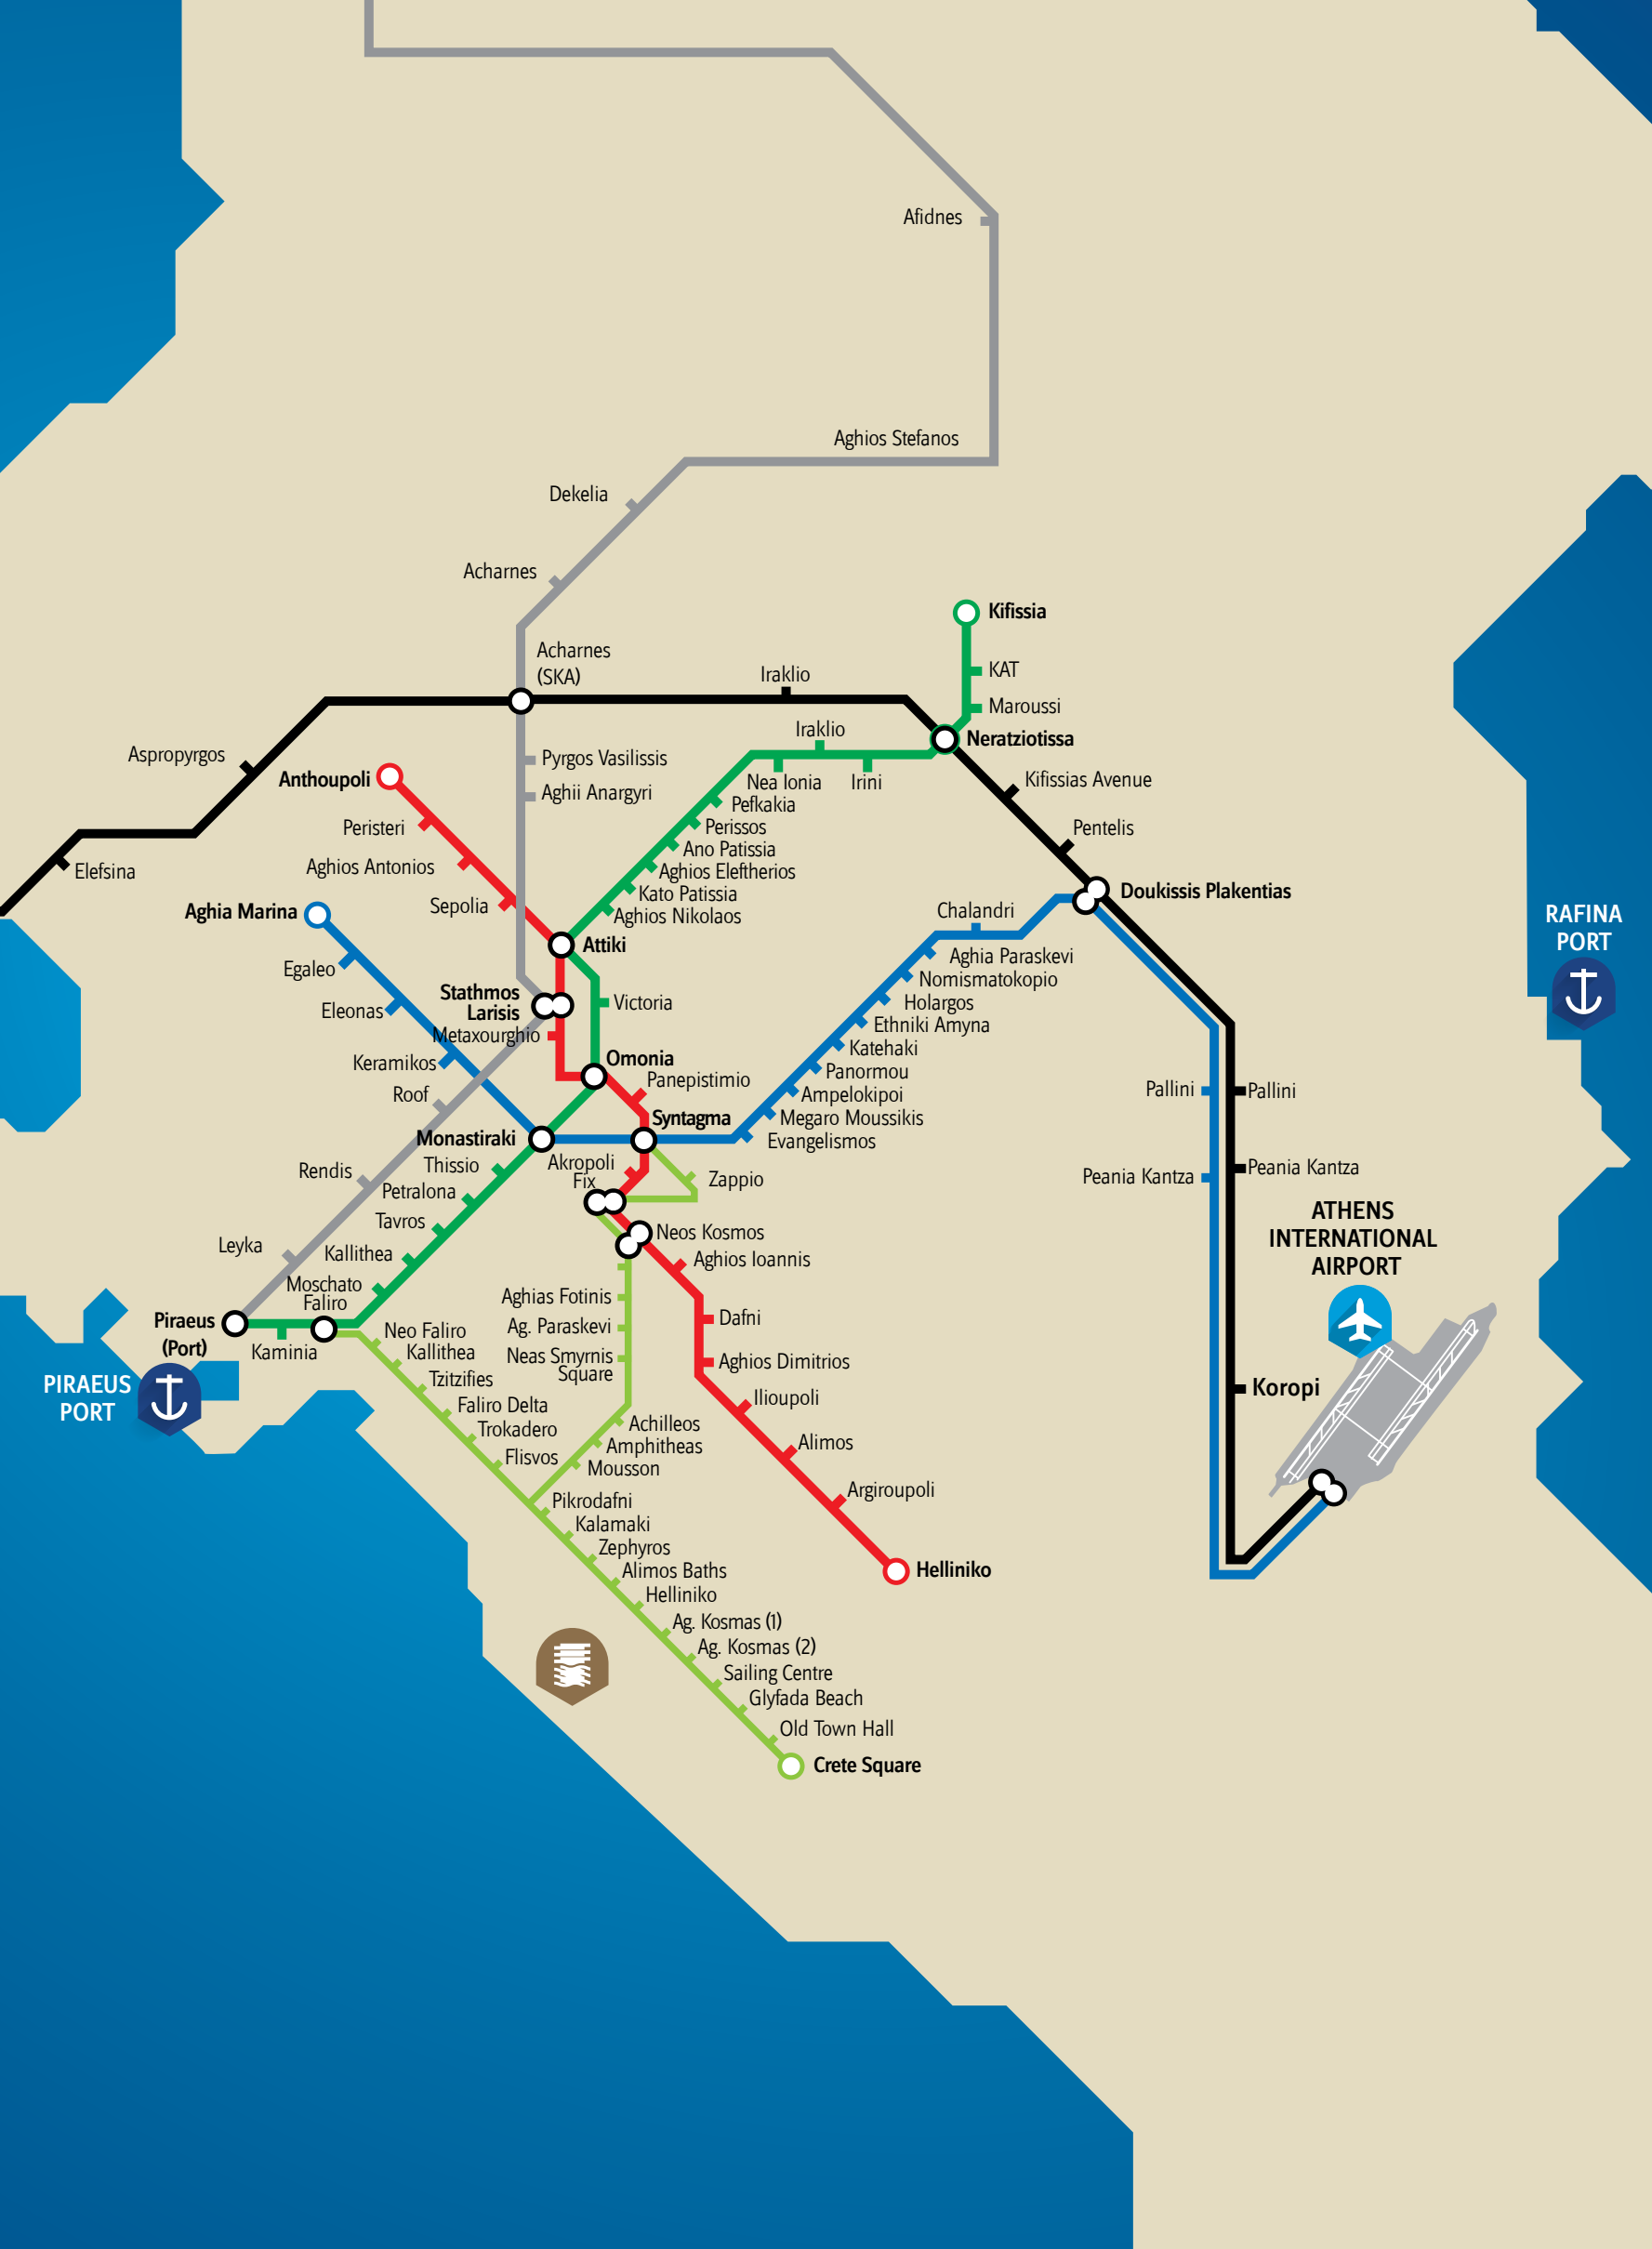 Afidnes
Aghios Stefanos
Dekelia
Acharnes
Kifissia
Acharnes
(SKA)
KAT
Iraklio
Maroussi
Iraklio
Neratziotissa
Aspropyrgos
Pyrgos Vasilissis
Anthoupoli
Nea Ionia
Irini
Kifissias Avenue
Aghii Anargyri
Pefkakia
Peristeri
Perissos
Pentelis
Ano Patissia
Aghios Antonios
Elefsina
Aghios Eleftherios
Kato Patissia
Doukissis Plakentias
Sepolia
Aghia Marina
Aghios Nikolaos
Chalandri
RAFINA
PORT
Attiki
Aghia Paraskevi
Egaleo
Nomismatokopio
Stathmos
Larisis
Victoria
Holargos
Eleonas
Ethniki Amyna
Metaxourghio
Katehaki
Omonia
Keramikos
Panormou
Panepistimio
Roof
Ampelokipoi
Pallini
Pallini
Syntagma
Megaro Moussikis
Monastiraki
Evangelismos
Akropoli
Thissio
Peania Kantza
Peania Kantza
Rendis
Fix
Zappio
Petralona
ATHENS
INTERNATIONAL
AIRPORT
Tavros
Neos Kosmos
Leyka
Kallithea
Aghios Ioannis
Moschato
Aghias Fotinis
Faliro
Piraeus
(Port)
Dafni
Ag. Paraskevi
Neo Faliro
Kaminia
Kallithea
Neas Smyrnis
Square
Aghios Dimitrios
Tzitzifies
PIRAEUS
PORT
Koropi
Ilioupoli
Faliro Delta
Trokadero
Achilleos
Amphitheas
Alimos
Flisvos
Mousson
Argiroupoli
Pikrodafni
Kalamaki
Zephyros
Alimos Baths
Helliniko
Helliniko
Ag. Kosmas (1)
Ag. Kosmas (2)
Sailing Centre
Glyfada Beach
Old Town Hall
Crete Square